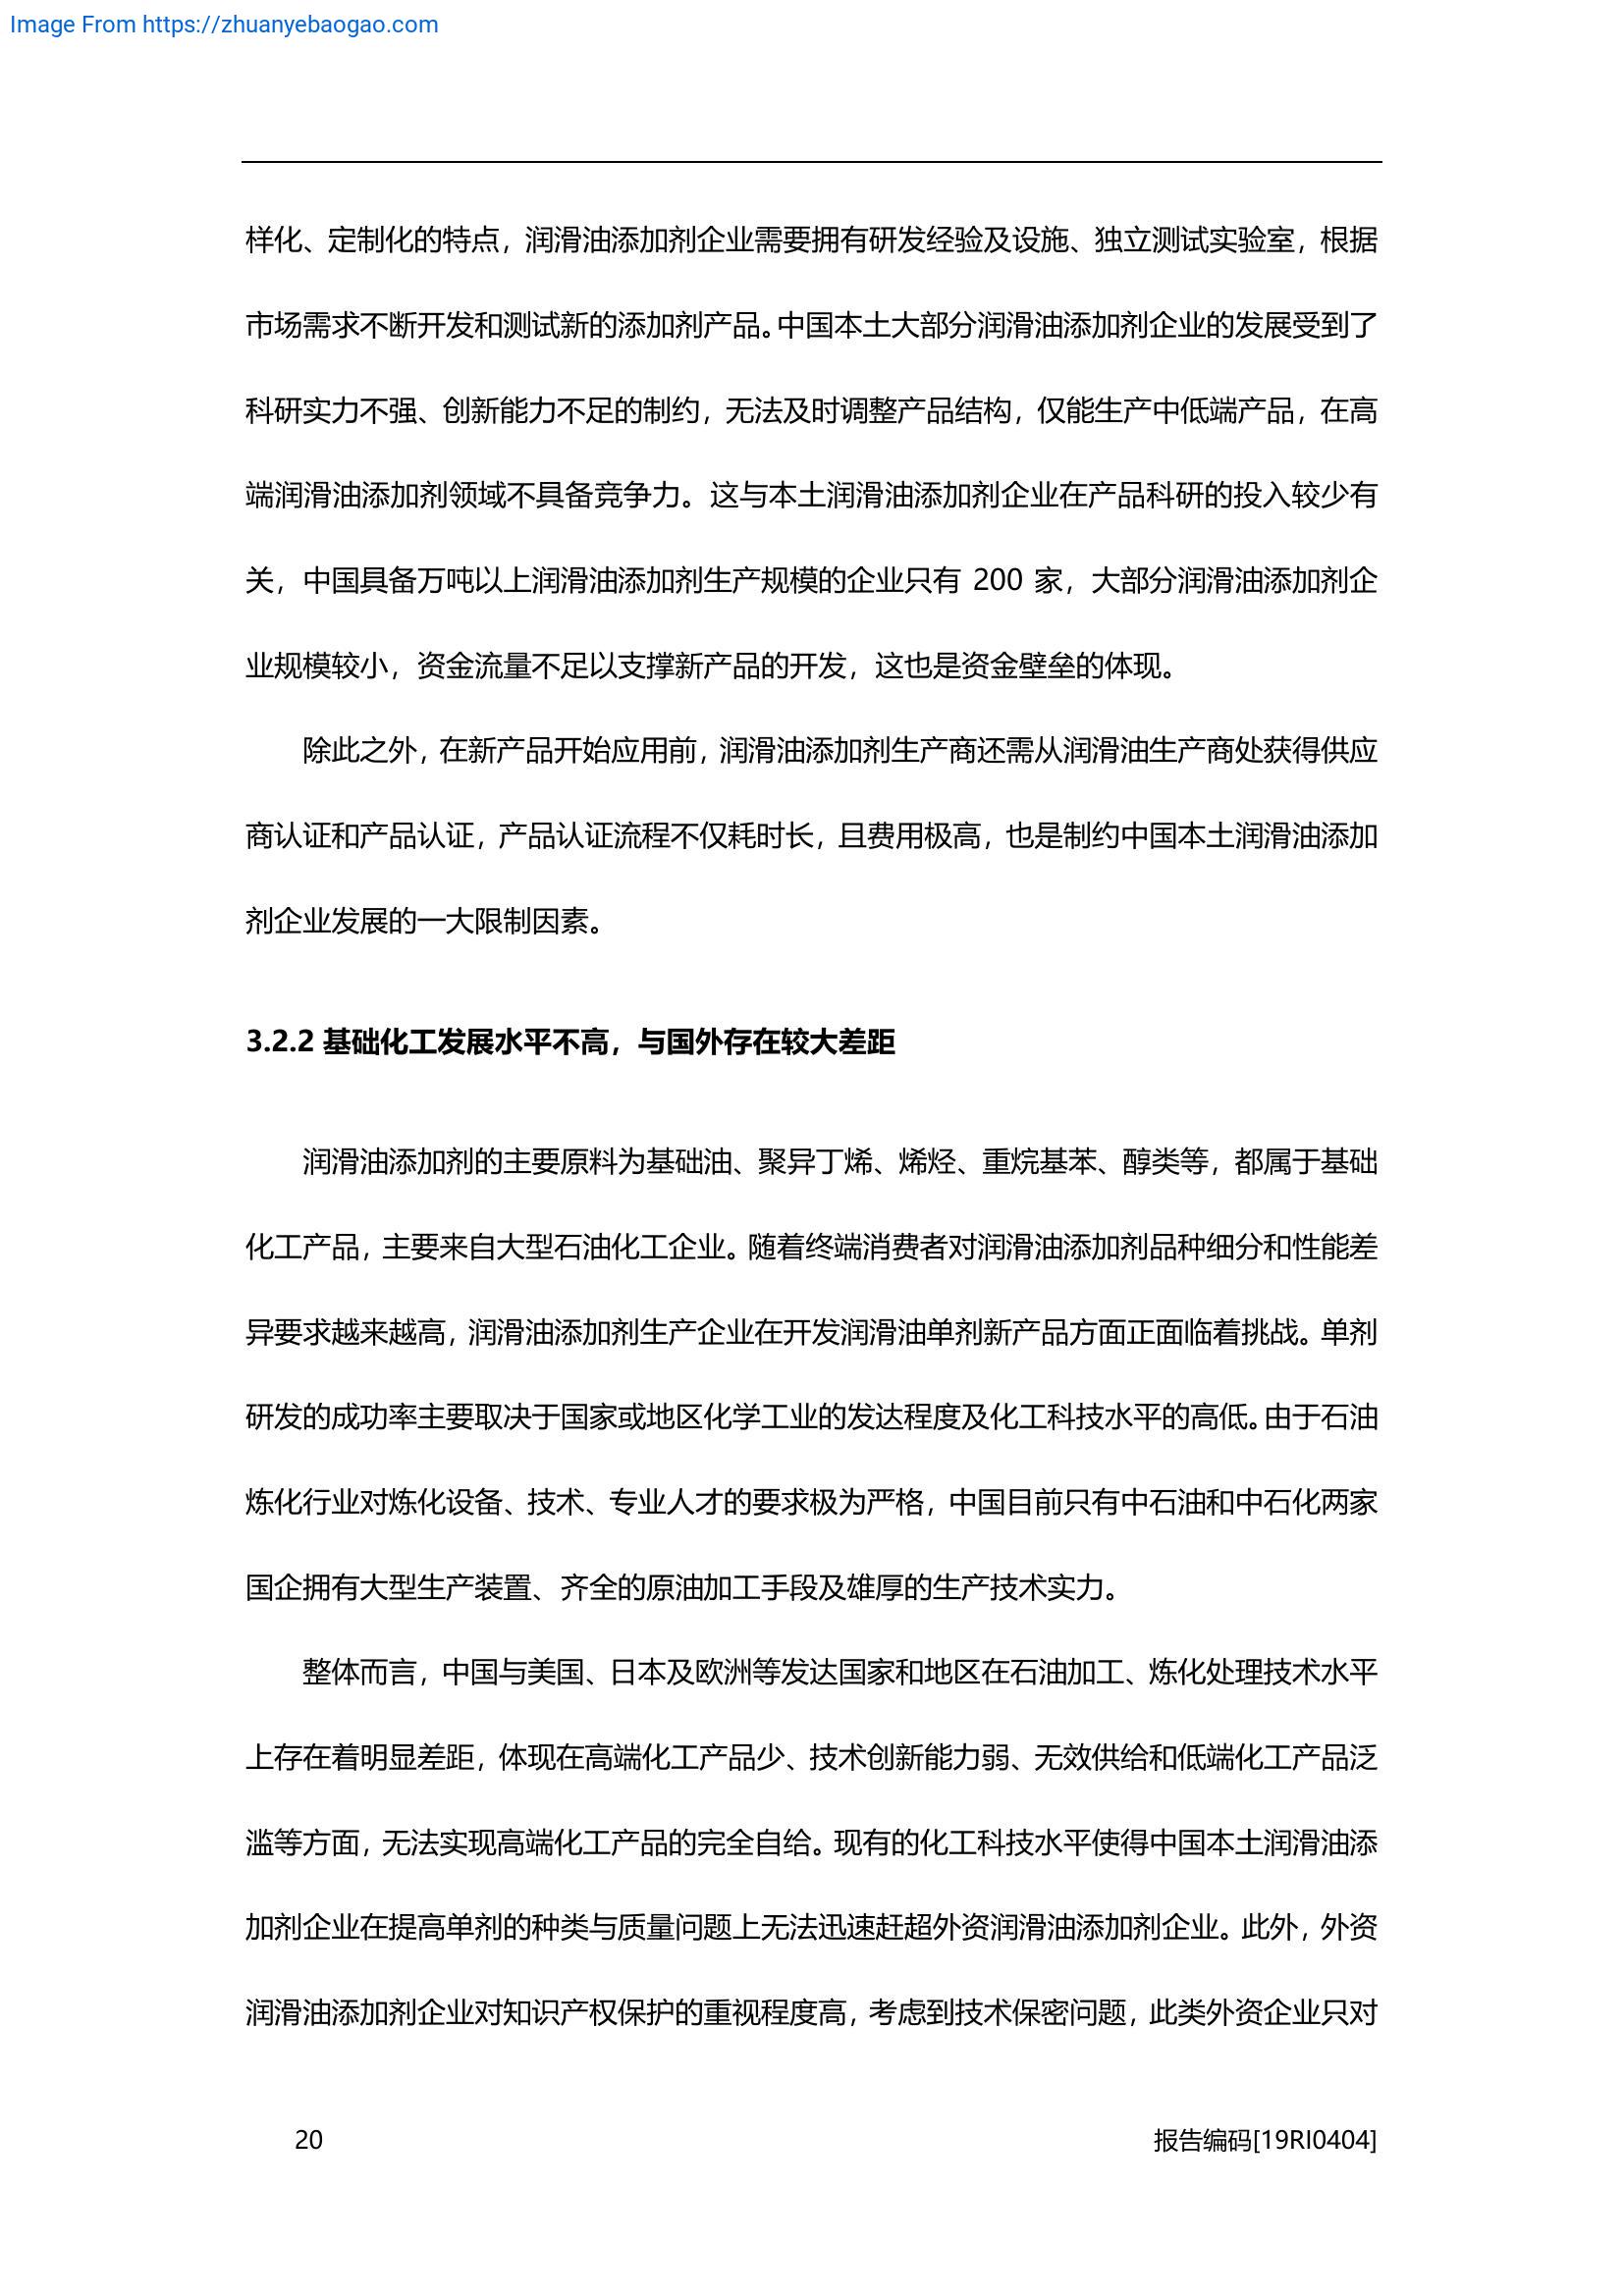 Image From https://zhuanyebaogao.com
样化、定制化的特点，润滑油添加剂企业需要拥有研发经验及设施、独立测试实验室，根据
市场需求不断开发和测试新的添加剂产品。中国本土大部分润滑油添加剂企业的发展受到了
科研实力不强、创新能力不足的制约，无法及时调整产品结构，仅能生产中低端产品，在高
端润滑油添加剂领域不具备竞争力。这与本土润滑油添加剂企业在产品科研的投入较少有
关，中国具备万吨以上润滑油添加剂生产规模的企业只有 200 家，大部分润滑油添加剂企
业规模较小，资金流量不足以支撑新产品的开发，这也是资金壁垒的体现。
除此之外，在新产品开始应用前，润滑油添加剂生产商还需从润滑油生产商处获得供应
商认证和产品认证，产品认证流程不仅耗时长，且费用极高，也是制约中国本土润滑油添加
剂企业发展的一大限制因素。
3.2.2 基础化工发展水平不高，与国外存在较大差距
润滑油添加剂的主要原料为基础油、聚异丁烯、烯烃、重烷基苯、醇类等，都属于基础
化工产品，主要来自大型石油化工企业。随着终端消费者对润滑油添加剂品种细分和性能差
异要求越来越高，润滑油添加剂生产企业在开发润滑油单剂新产品方面正面临着挑战。单剂
研发的成功率主要取决于国家或地区化学工业的发达程度及化工科技水平的高低。由于石油
炼化行业对炼化设备、技术、专业人才的要求极为严格，中国目前只有中石油和中石化两家
国企拥有大型生产装置、齐全的原油加工手段及雄厚的生产技术实力。
整体而言，中国与美国、日本及欧洲等发达国家和地区在石油加工、炼化处理技术水平
上存在着明显差距，体现在高端化工产品少、技术创新能力弱、无效供给和低端化工产品泛
滥等方面，无法实现高端化工产品的完全自给。现有的化工科技水平使得中国本土润滑油添
加剂企业在提高单剂的种类与质量问题上无法迅速赶超外资润滑油添加剂企业。此外，外资
润滑油添加剂企业对知识产权保护的重视程度高，考虑到技术保密问题，此类外资企业只对
20
报告编码[19RI0404]